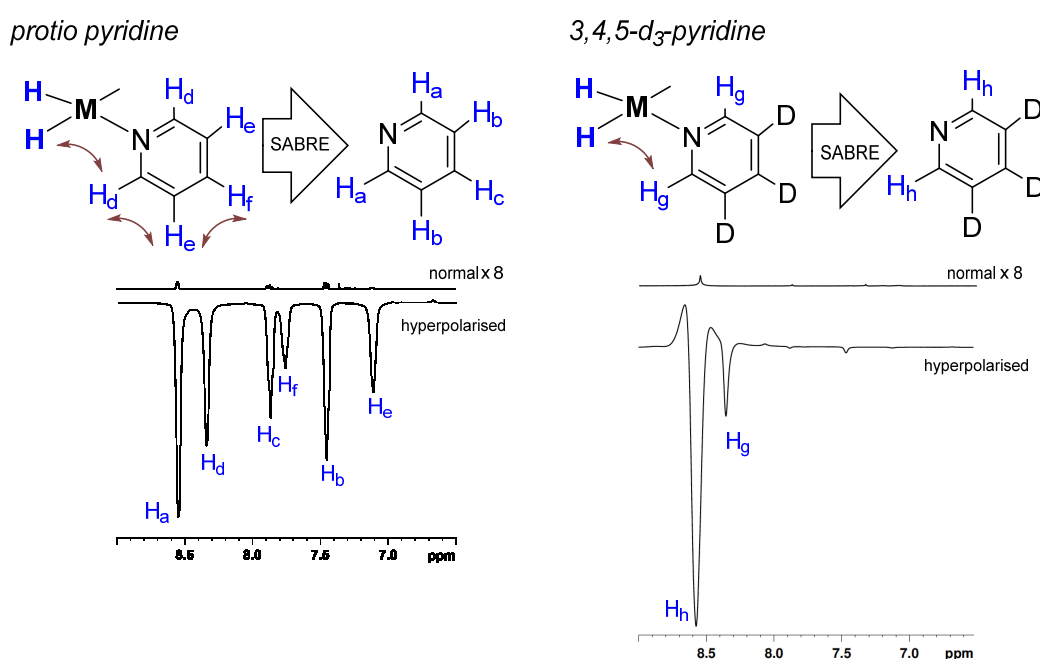 protio pyridine
3,4,5-d3-pyridine
H
M
H
N
Hd
He
Hd
Hf
He
SABRE
N
Ha
Hb
Ha
Hc
Hb
H
M
H
N
Hg
D
Hg
D
D
SABRE
N
Hh
D
Hh
D
D
normal x 8
hyperpolarised
Ha
Hd
Hc
Hf
Hb
He
8.5 8.0 7.5 7.0 ppm
normal x 8
hyperpolarised
Hg
Hh
8.5 8.0 7.5 7.0 ppm